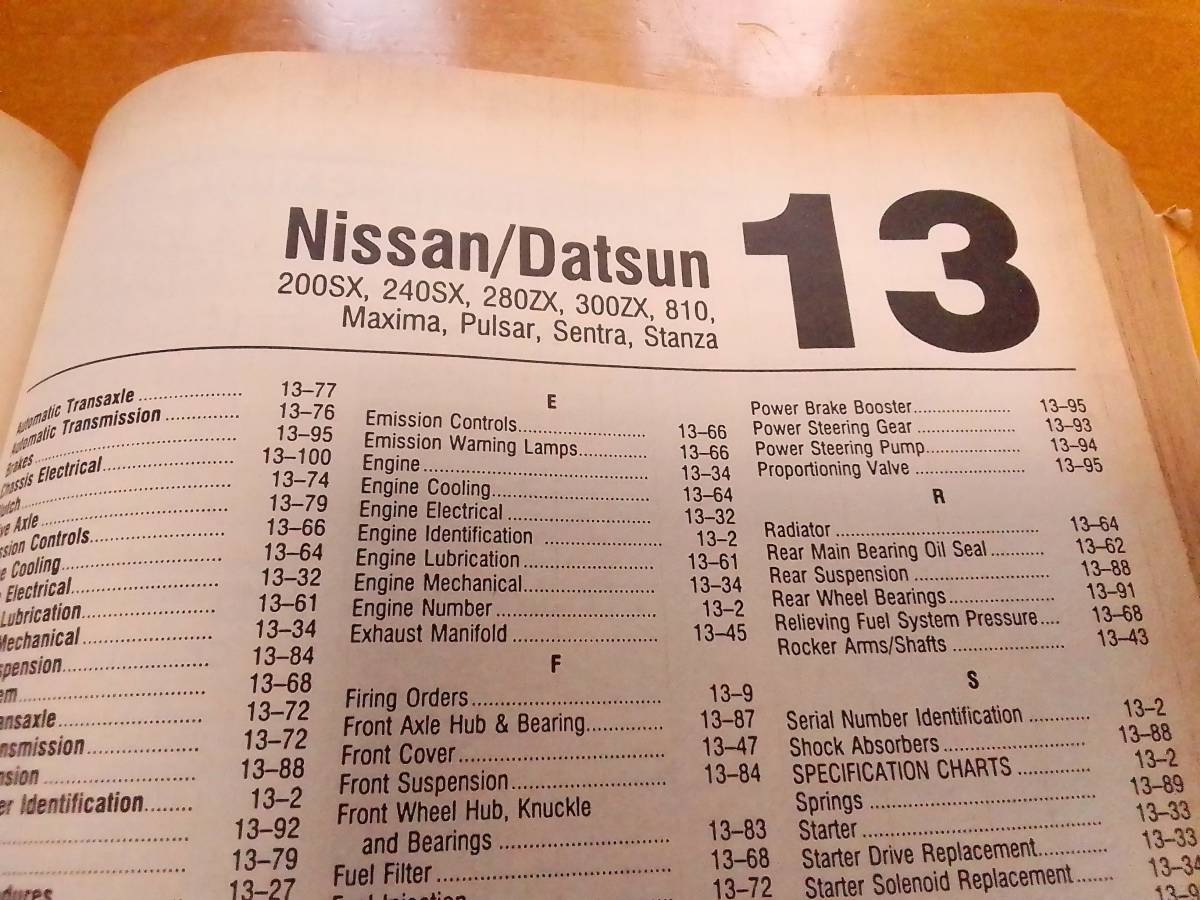 Nissan/Datsun
13
200SX, 240SX, 280ZX, 300ZX, 810,
Maxima, Pulsar, Sentra, Stanza
Automatic Transaxle .................... 13–77
Automatic Transmission .............. 13–76
Brakes ...................................... 13–95
Chassis Electrical......................... 13–100
................................ 13–74
Axle .................................... 13–79
Controls......................... 13–66
Cooling............................... 13–64
Electrical............................. 13–32
Lubrication.......................... 13–61
Mechanical ......................... 13–34
............................ 13–84
............................ 13–68
............................ 13–72
..................... 13–72
............................ 13–88
Identification........ 13–2
............................ 13–92
............................ 13–79
13–27
E
Emission Controls........................ 13–66
Emission Warning Lamps............. 13–66
Engine.......................................... 13–34
Engine Cooling............................. 13–64
Engine Electrical .......................... 13–32
Engine Identification .................... 13–2
Engine Lubrication........................ 13–61
Engine Mechanical....................... 13–34
Engine Number............................ 13–2
Exhaust Manifold.......................... 13–45
F
Firing Orders................................ 13–9
Front Axle Hub & Bearing............. 13–87
Front Cover.................................. 13–47
Front Suspension......................... 13–84
Front Wheel Hub, Knuckle
and Bearings ........................... 13–83
Fuel Filter..................................... 13–68
Fuel Injection 13–72
Power Brake Booster................... 13–95
Power Steering Gear ................... 13–93
Power Steering Pump.................. 13–94
Proportioning Valve ..................... 13–95
R
Radiator ...................................... 13–64
Rear Main Bearing Oil Seal.......... 13–62
Rear Suspension ......................... 13–88
Rear Wheel Bearings................... 13–91
Relieving Fuel System Pressure.... 13–68
Rocker Arms/Shafts ..................... 13–43
S
Serial Number Identification ........... 13–2
Shock Absorbers.......................... 13–88
SPECIFICATION CHARTS ............. 13–2
Springs ........................................ 13–89
Starter ......................................... 13–33
Starter Drive Replacement............ 13–33
Starter Solenoid Replacement....... 13–34